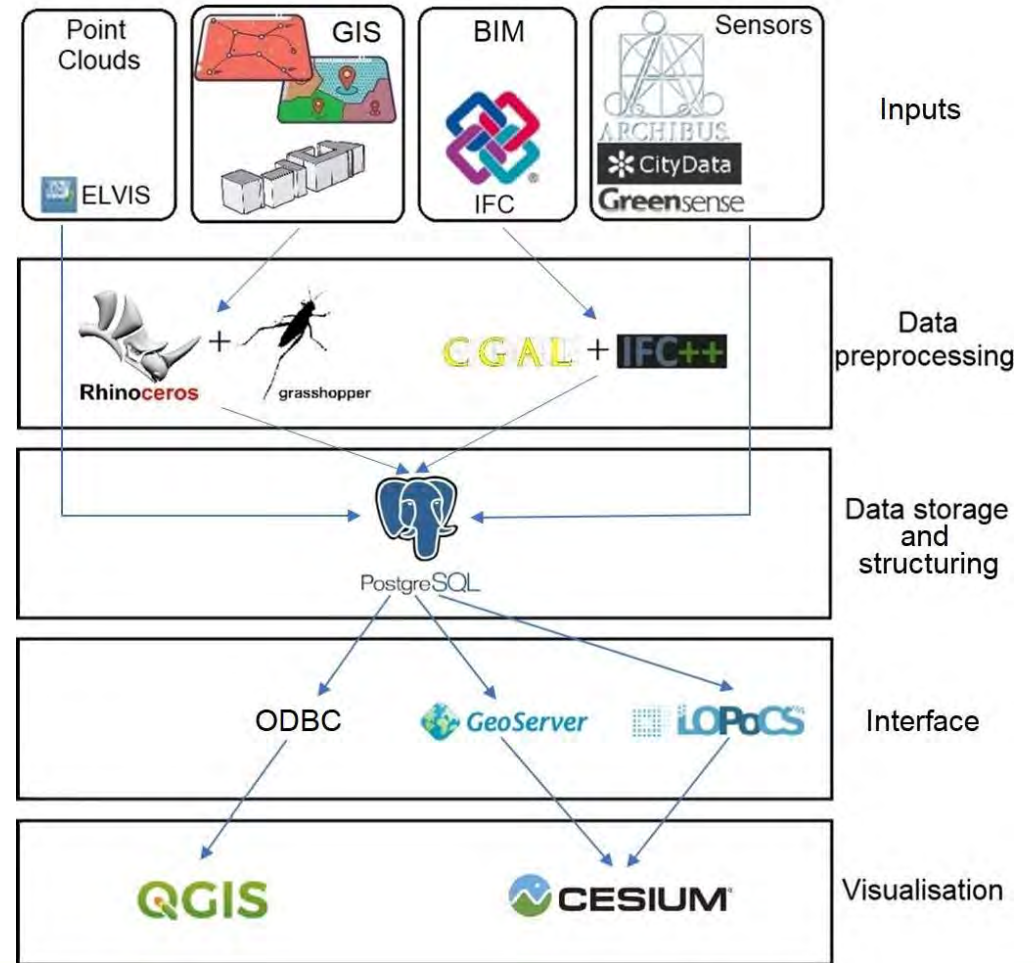 Point
Clouds
ELVIS
GIS
BIM
IFC
®
Sensors
ARCHIBUS
CityData
Greensense
Inputs
Rhinoceros
+
grasshopper
CGAL + IFC++
Data
preprocessing
PostgreSQL
Data storage
and
structuring
ODBC
GeoServer
LOPoCS
Interface
QGIS
CESIUM
Visualisation